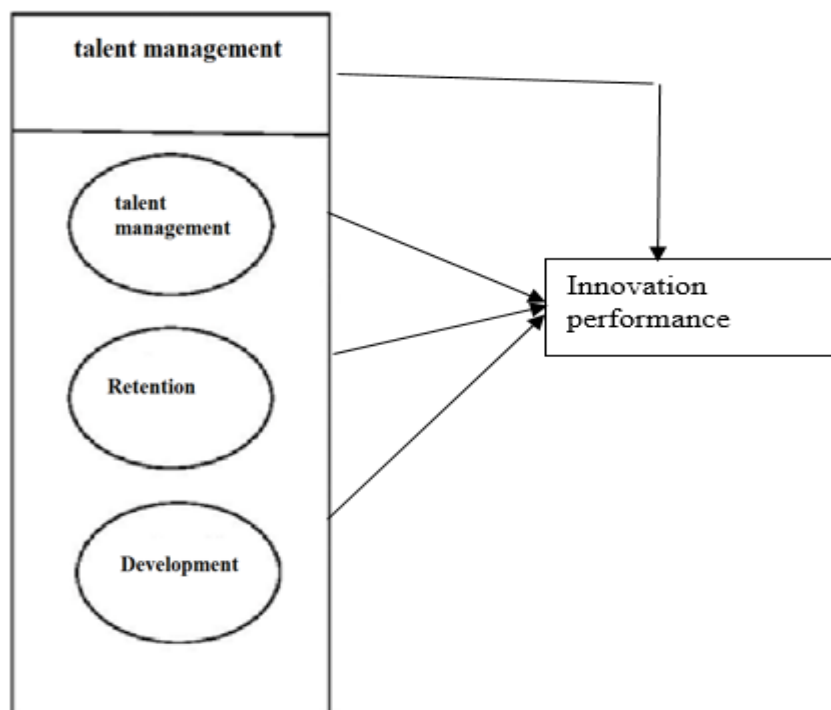 talent management
talent
management
Innovation
performance
Retention
Development